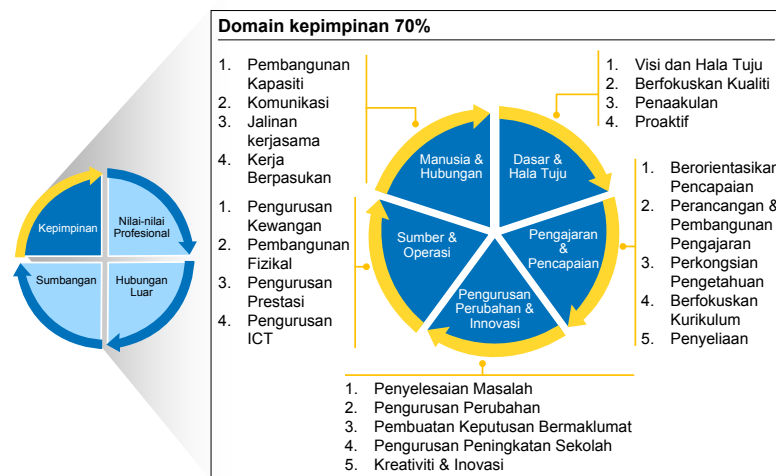 Domain kepimpinan 70%
1. Pembangunan
Kapasiti
2. Komunikasi
3. Jalinan
kerjasama
4. Kerja
Berpasukan
1. Visi dan Hala Tuju
2. Berfokuskan Kualiti
3. Penaakulan
4. Proaktif
Manusia &
Hubungan
Dasar &
Hala Tuju
1. Berorientasikan
Pencapaian
2. Perancangan &
Pembangunan
Pengajaran
3. Perkongsian
Pengetahuan
4. Berfokuskan
Kurikulum
5. Penyeliaan
Kepimpinan
Nilai-nilai
Profesional
Sumbangan
Hubungan
Luar
1. Pengurusan
Kewangan
2. Pembangunan
Fizikal
3. Pengurusan
Prestasi
4. Pengurusan
ICT
Sumber &
Operasi
Pengajaran
&
Pencapaian
Pengurusan
Perubahan &
Innovasi
1. Penyelesaian Masalah
2. Pengurusan Perubahan
3. Pembuatan Keputusan Bermaklumat
4. Pengurusan Peningkatan Sekolah
5. Kreativiti & Inovasi